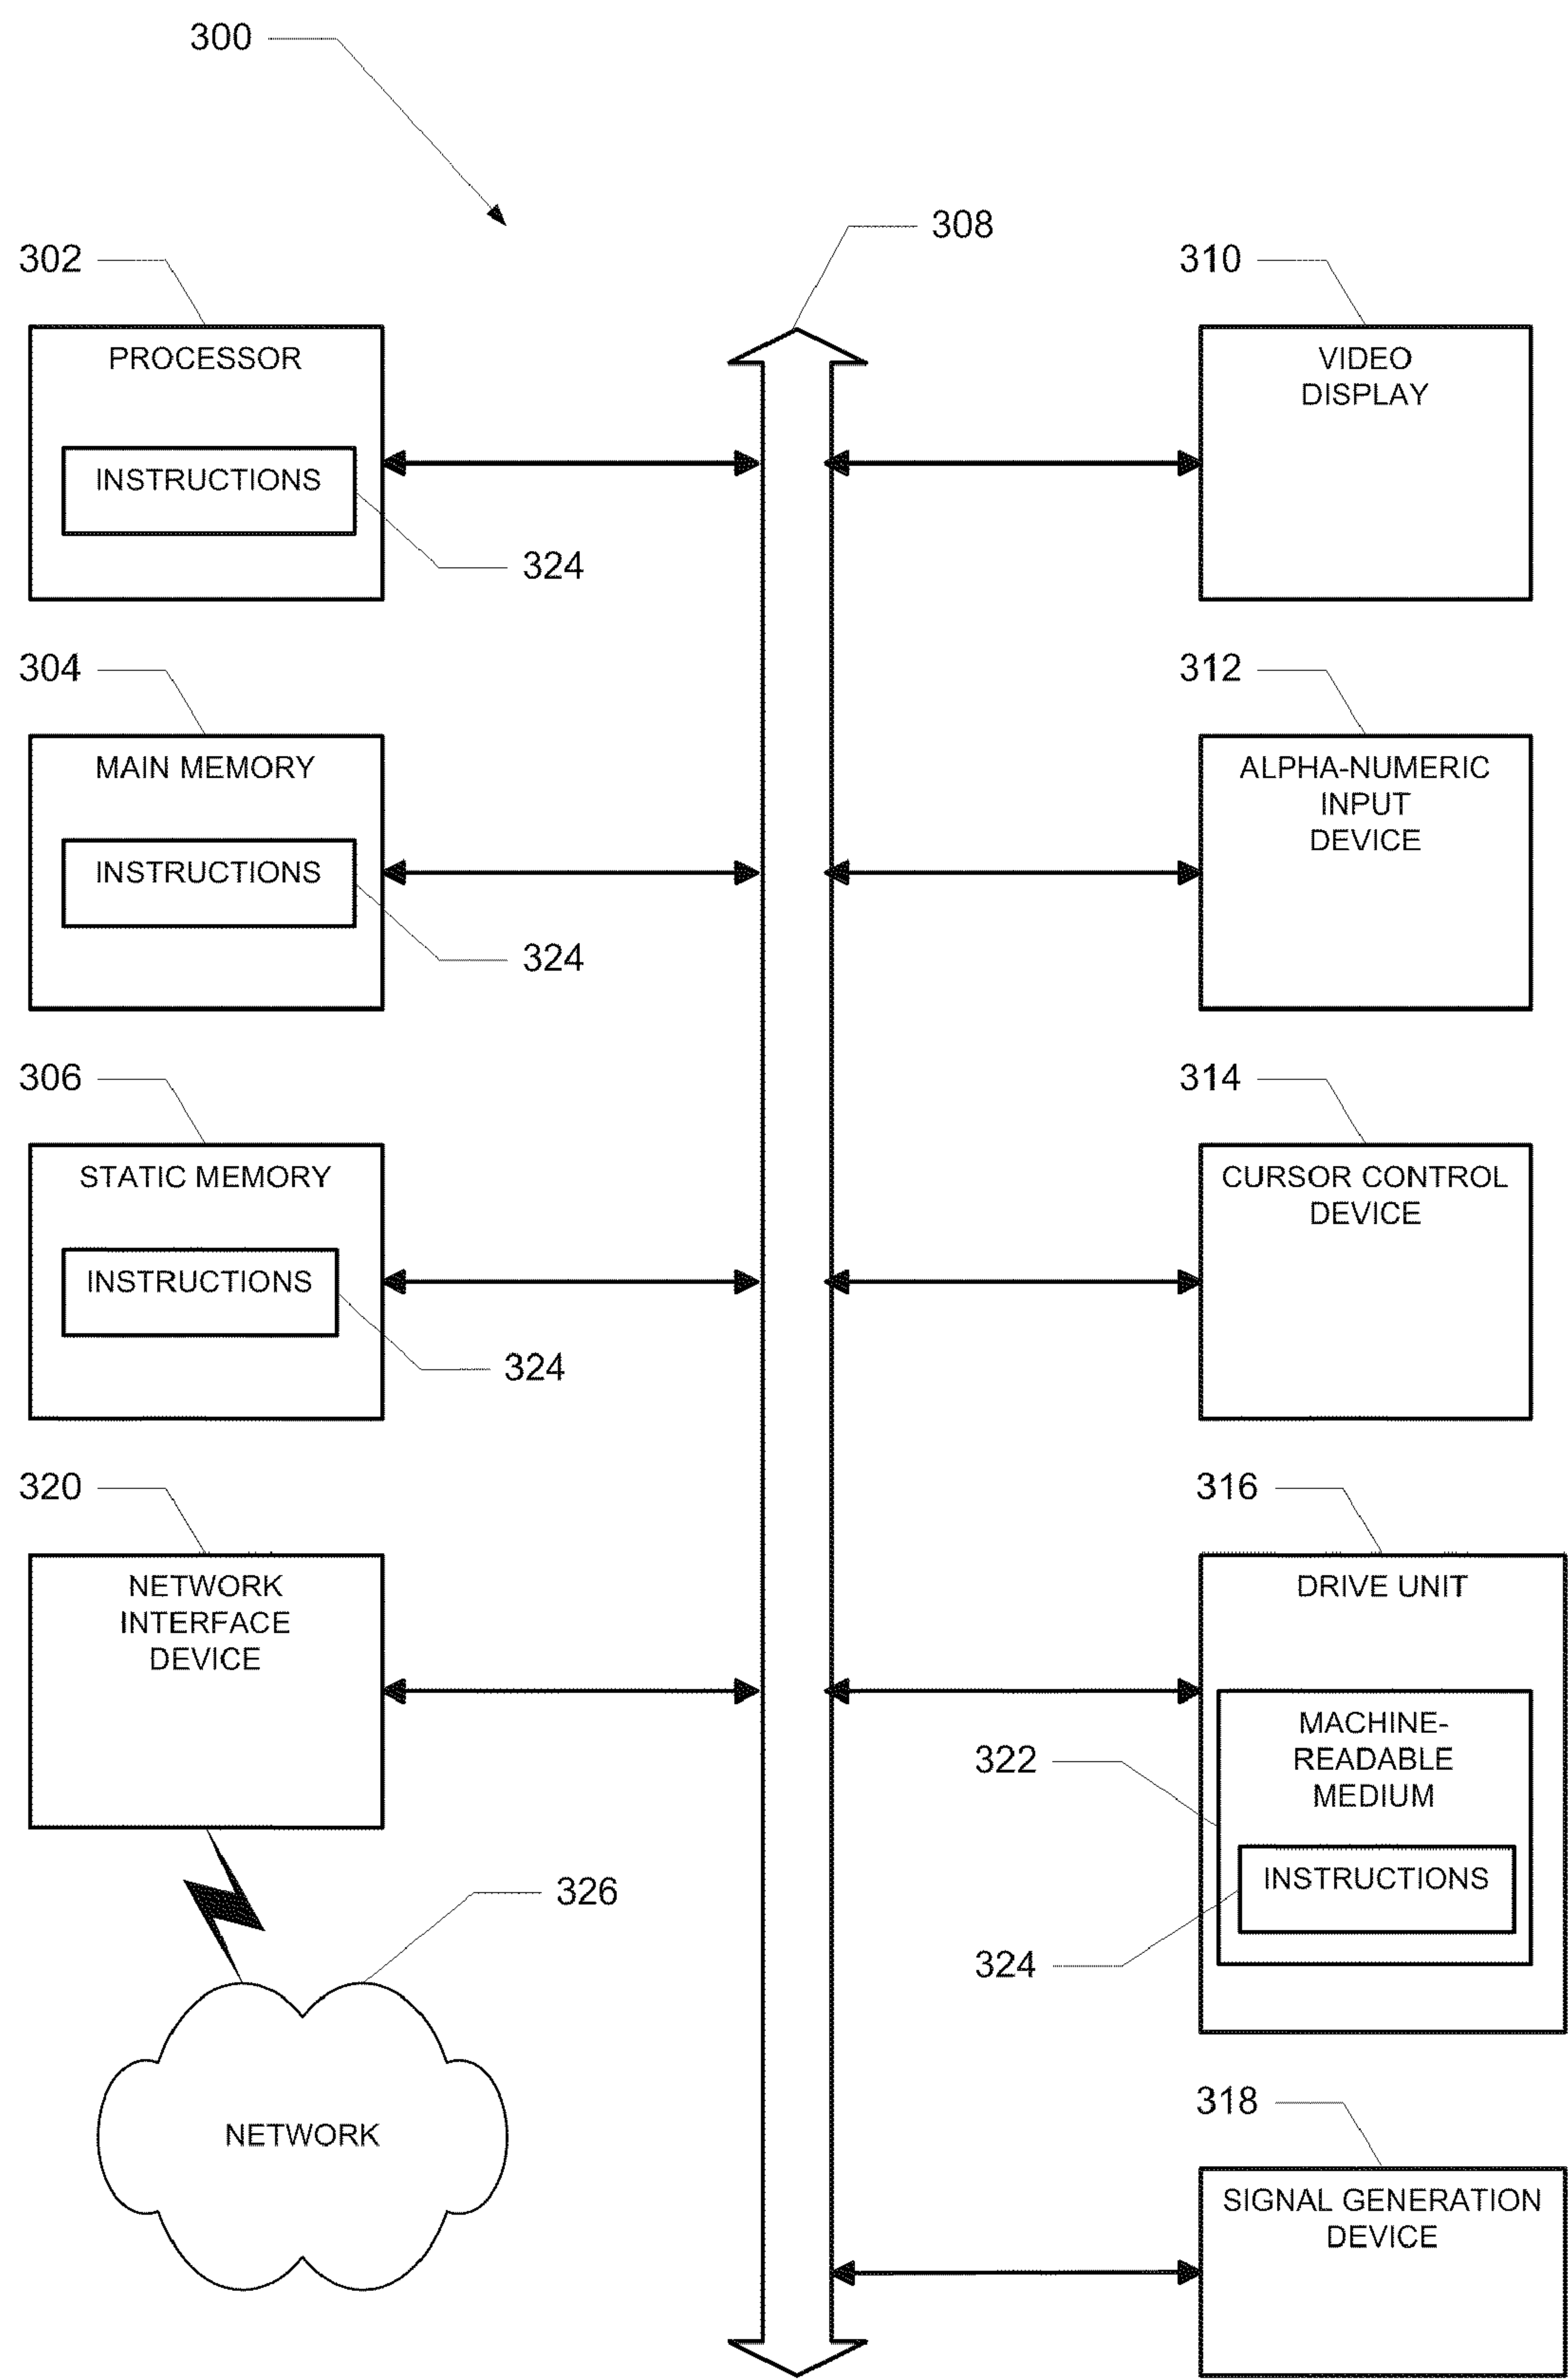 300
308
302
PROCESSOR
INSTRUCTIONS
324
310
VIDEO
DISPLAY
304
MAIN MEMORY
INSTRUCTIONS
324
312
ALPHA-NUMERIC
INPUT
DEVICE
306
STATIC MEMORY
INSTRUCTIONS
324
314
CURSOR CONTROL
DEVICE
320
NETWORK
INTERFACE
DEVICE
316
DRIVE UNIT
322
MACHINE-
READABLE
MEDIUM
INSTRUCTIONS
324
326
NETWORK
318
SIGNAL GENERATION
DEVICE